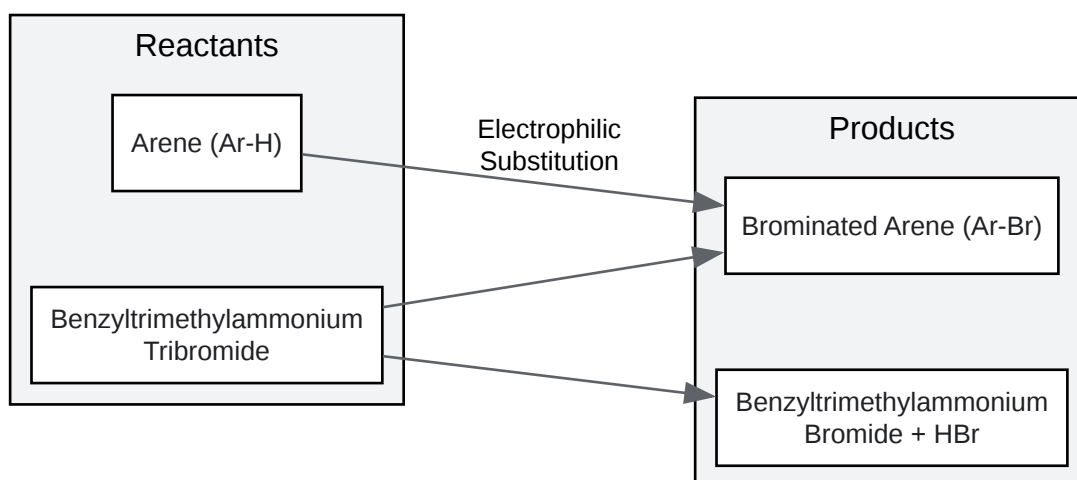 Reactants
Arene (Ar-H)
Benzyltrimethylammonium
Tribromide
Electrophilic
Substitution
Products
Brominated Arene (Ar-Br)
Benzyltrimethylammonium
Bromide + HBr